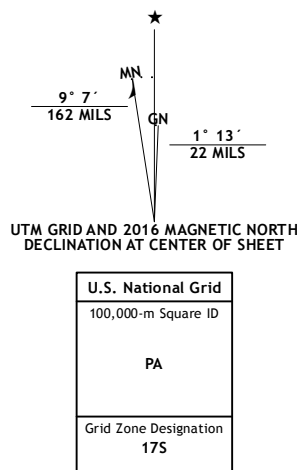 ★
MN
GN
9° 7´
162 MILS
1° 13´
22 MILS
UTM GRID AND 2016 MAGNETIC NORTH
DECLINATION AT CENTER OF SHEET
U.S. National Grid
100,000-m Square ID
PA
Grid Zone Designation
17S